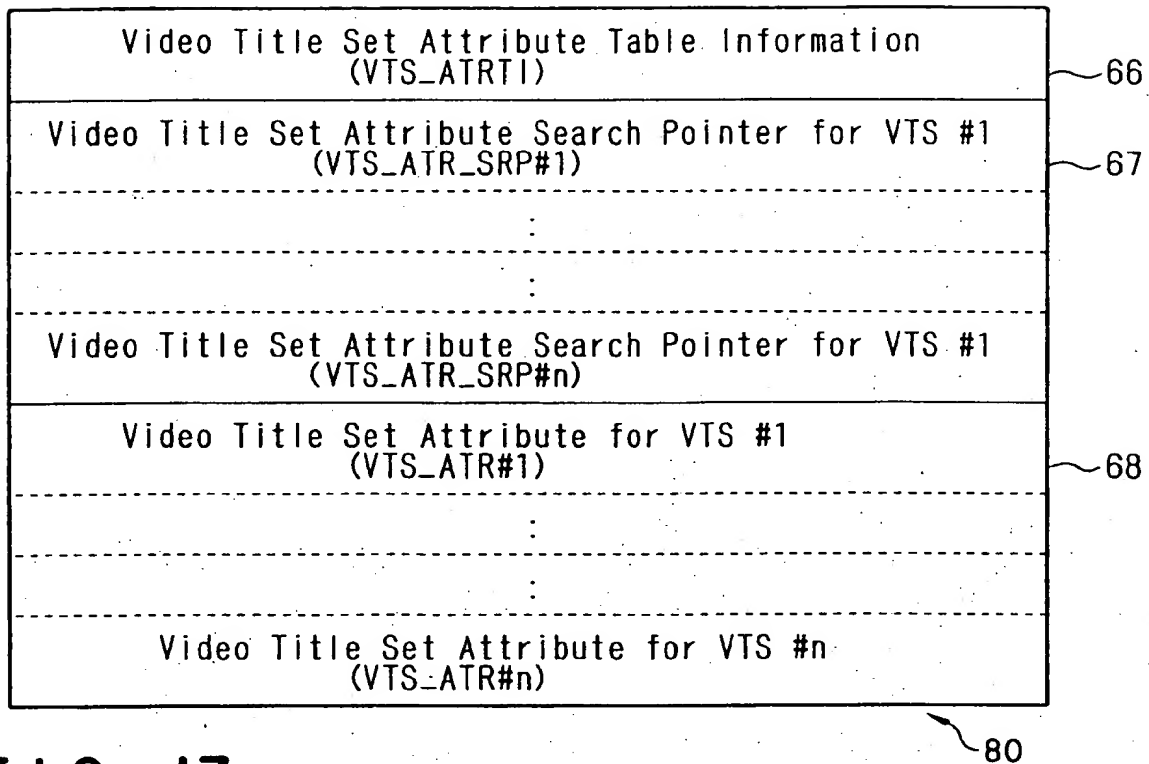 Video Title Set Attribute Table Information
(VTS_ATRTI)
66
Video Title Set Attribute Search Pointer for VTS #1
(VTS_ATR_SRP#1)
67
:
:
Video Title Set Attribute Search Pointer for VTS #1
(VTS_ATR_SRP#n)
Video Title Set Attribute for VTS #1
(VTS_ATR#1)
68
:
:
Video Title Set Attribute for VTS #n
(VTS_ATR#n)
80